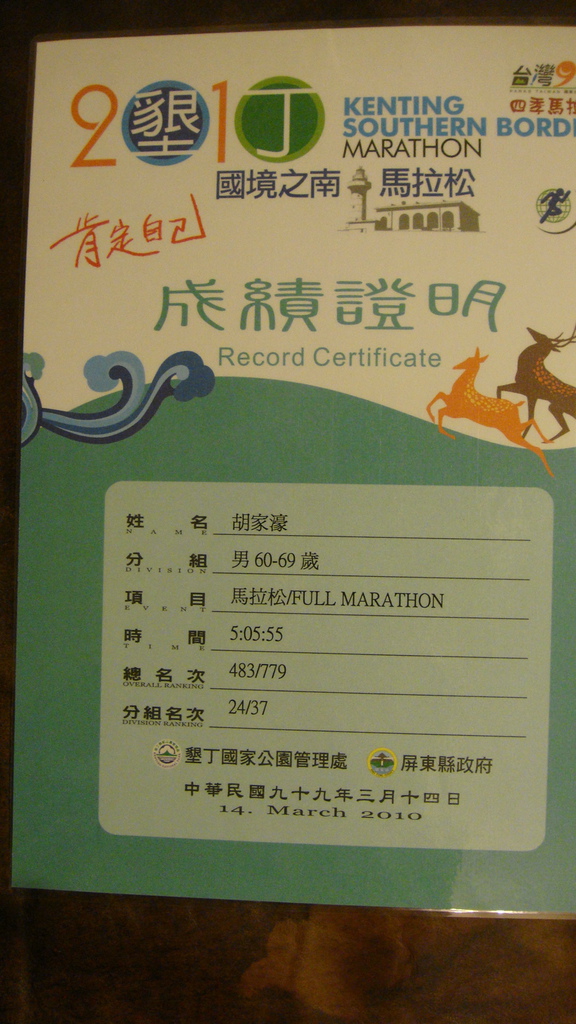 2墾1丁
KENTING
SOUTHERN BORD
MARATHON
國境之南 馬拉松
台灣
四季馬拉
肯定自己
成績證明
Record Certificate
姓名 胡家濠
NAME
分組 男 60-69 歲
DIVISION
項目 馬拉松/FULL MARATHON
EVENT
時間 5:05:55
TIME
總名次 483/779
OVERALL RANKING
分組名次 24/37
DIVISION RANKING
墾丁國家公園管理處 屏東縣政府
中華民國九十九年三月十四日
14. March 2010